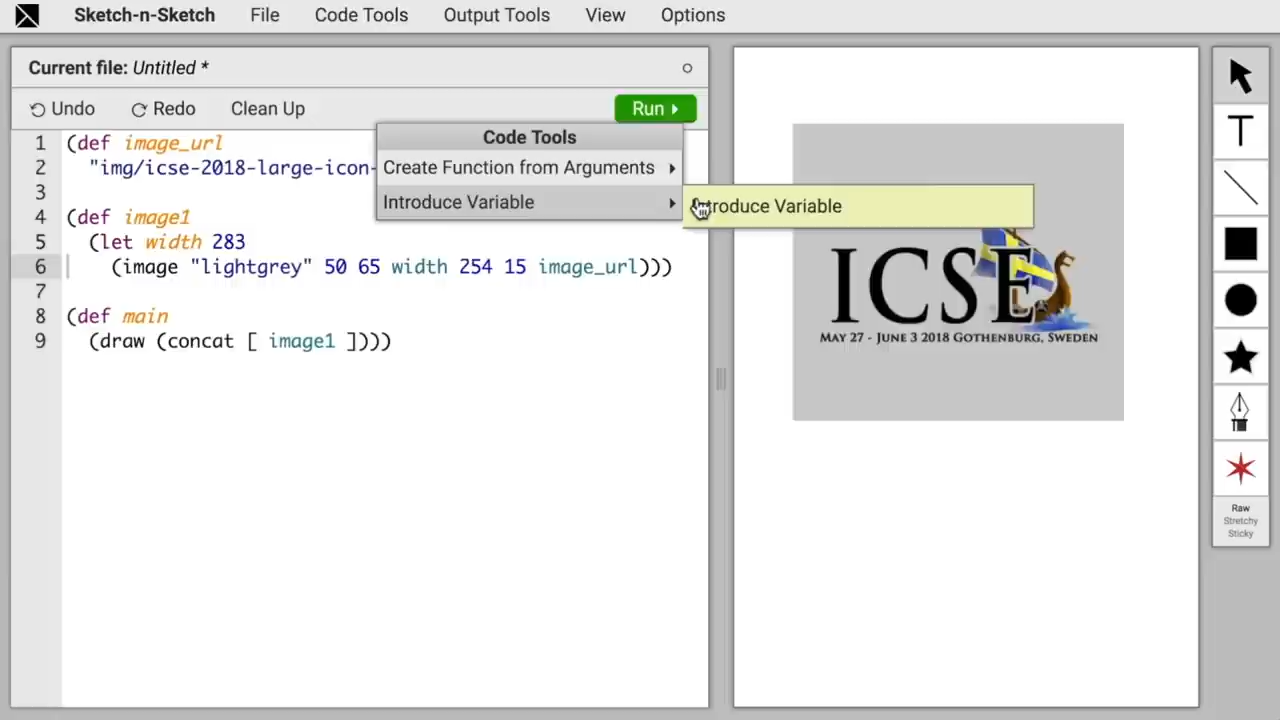 Sketch-n-Sketch File Code Tools Output Tools View Options
Current file: Untitled *
Undo Redo Clean Up Run
Code Tools
Create Function from Arguments
Introduce Variable
Introduce Variable
1 (def image_url
2 "img/icse-2018-large-icon-
3
4 (def image1
5 (let width 283
6 (image "lightgrey" 50 65 width 254 15 image_url)))
7
8 (def main
9 (draw (concat [ image1 ])))
ICSE
May 27 - June 3 2018 Gothenburg, Sweden
T
Raw
Stretchy
Sticky